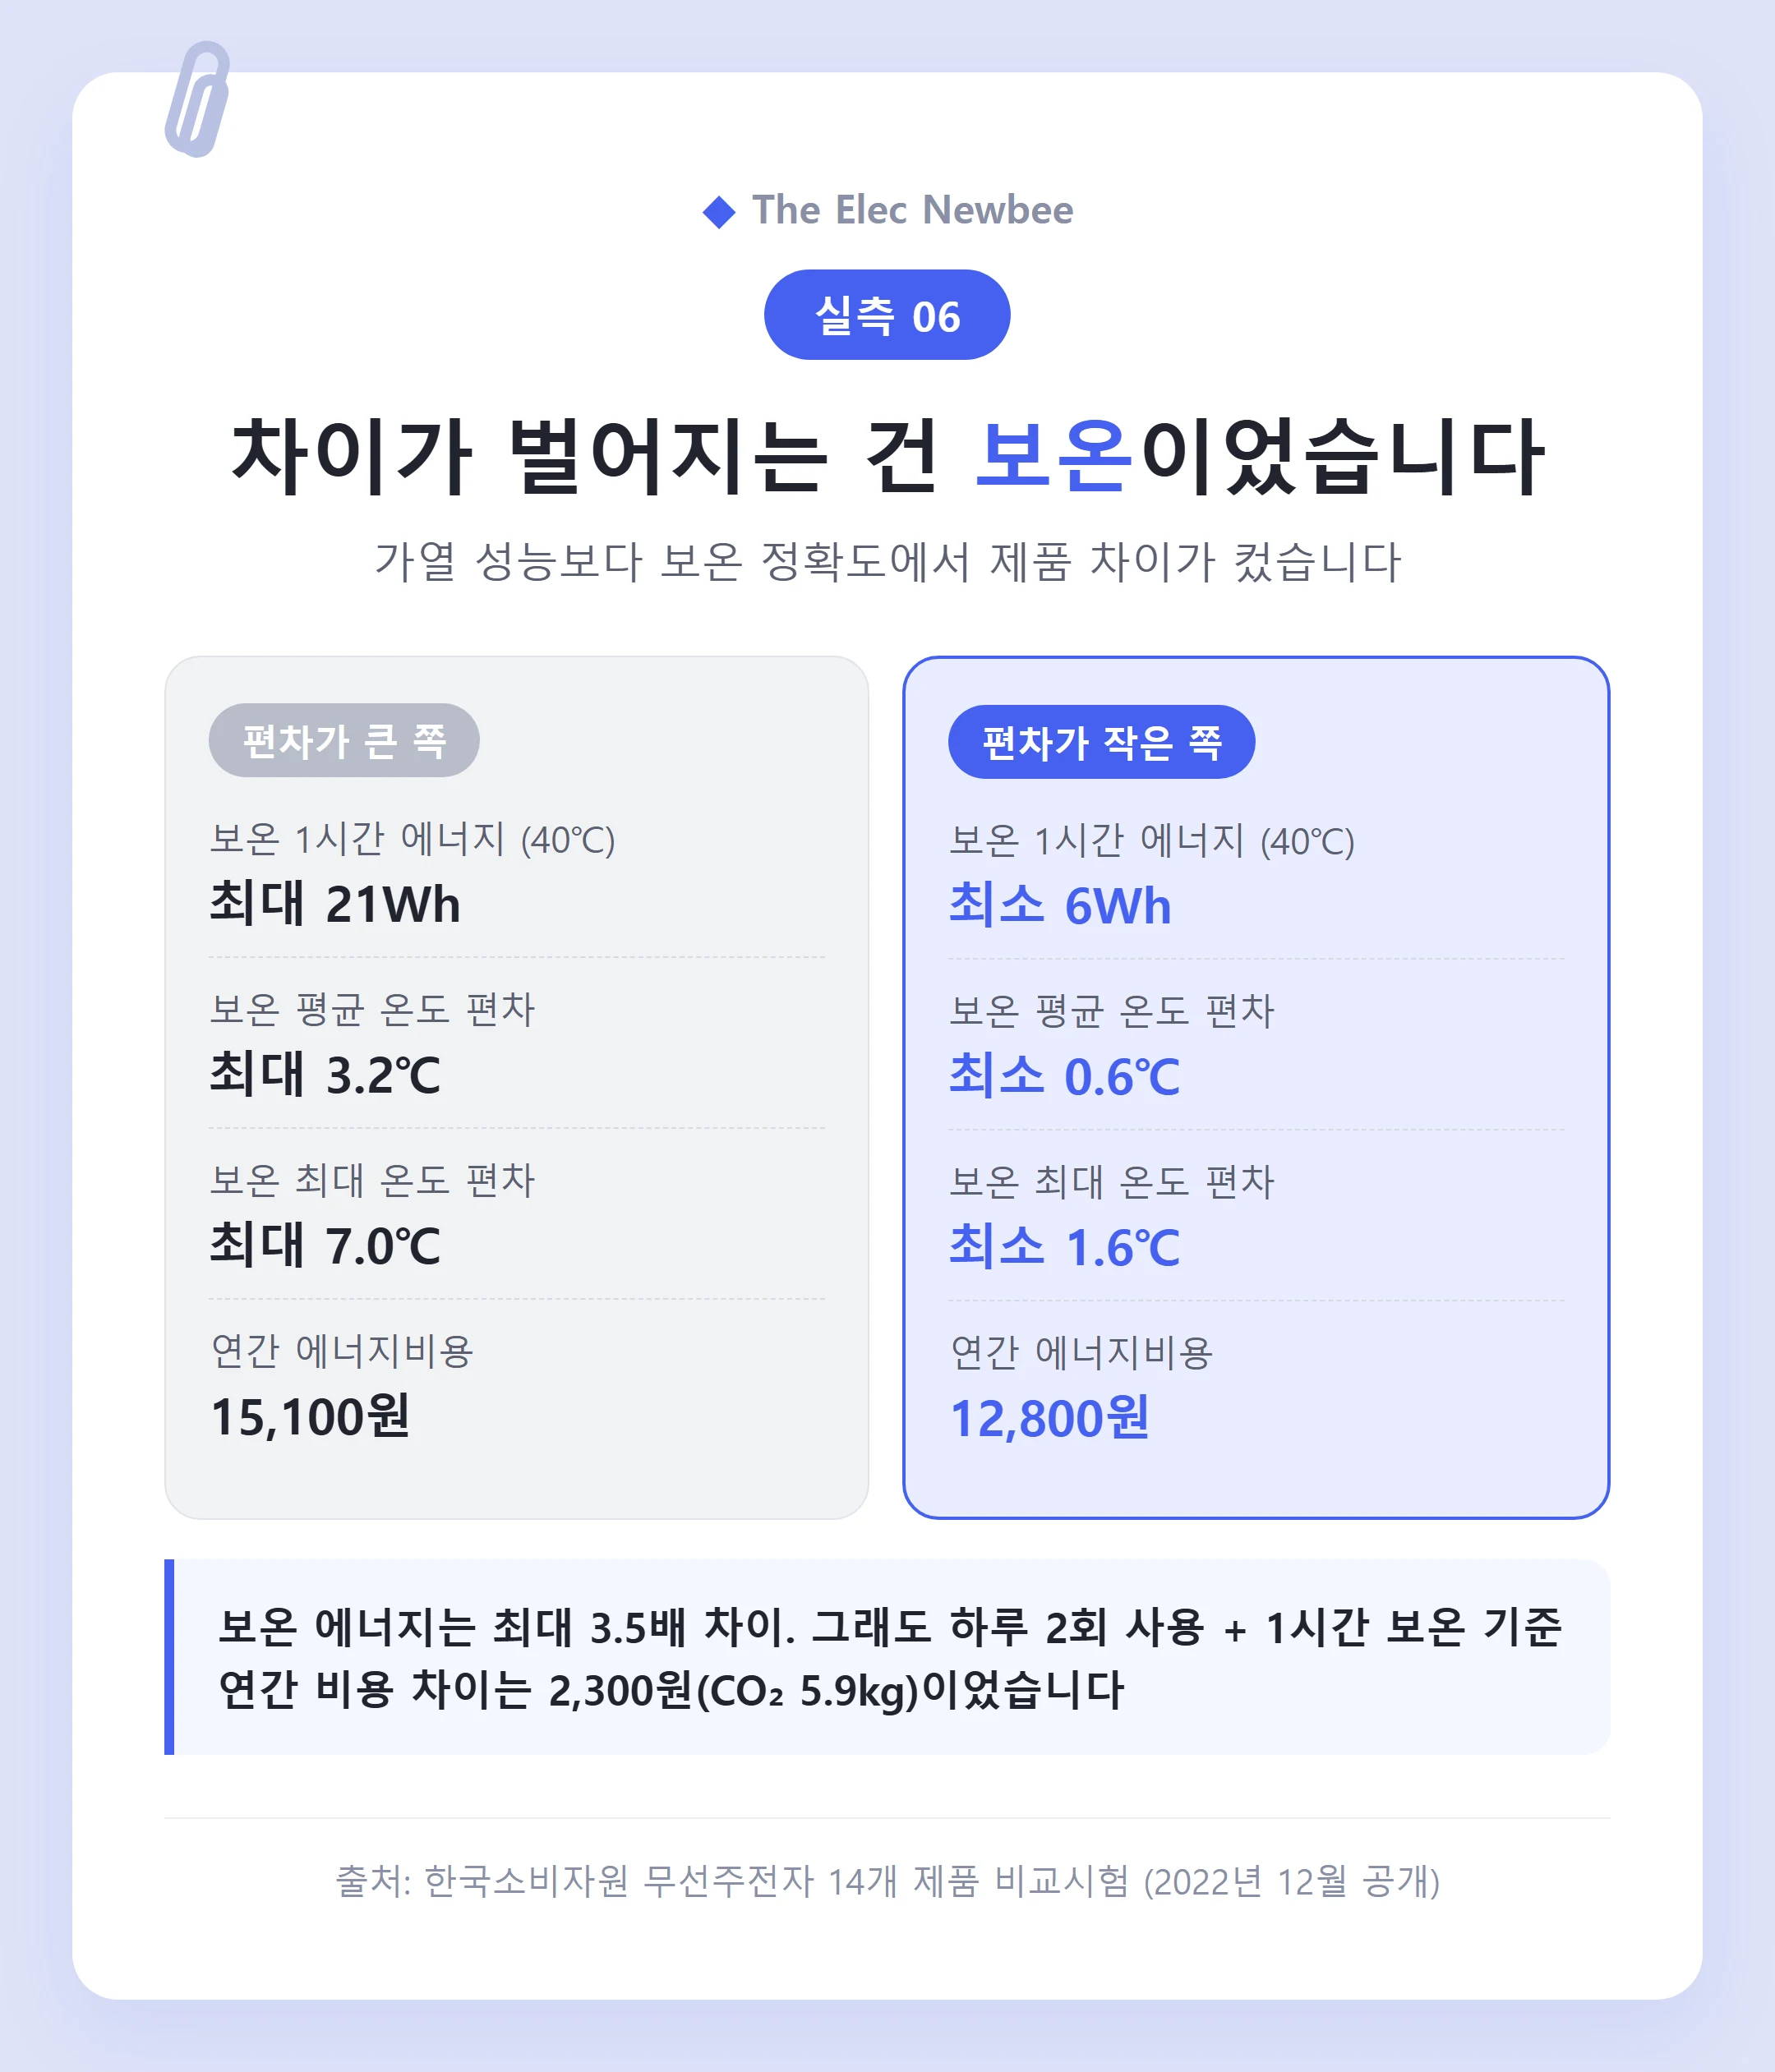 ◆ The Elec Newbee
실측 06
차이가 벌어지는 건 보온이었습니다
가열 성능보다 보온 정확도에서 제품 차이가 컸습니다
편차가 큰 쪽
보온 1시간 에너지 (40℃)
최대 21Wh
보온 평균 온도 편차
최대 3.2℃
보온 최대 온도 편차
최대 7.0℃
연간 에너지비용
15,100원
편차가 작은 쪽
보온 1시간 에너지 (40℃)
최소 6Wh
보온 평균 온도 편차
최소 0.6℃
보온 최대 온도 편차
최소 1.6℃
연간 에너지비용
12,800원
보온 에너지는 최대 3.5배 차이. 그래도 하루 2회 사용 + 1시간 보온 기준
연간 비용 차이는 2,300원(CO₂ 5.9kg)이었습니다
출처: 한국소비자원 무선주전자 14개 제품 비교시험 (2022년 12월 공개)